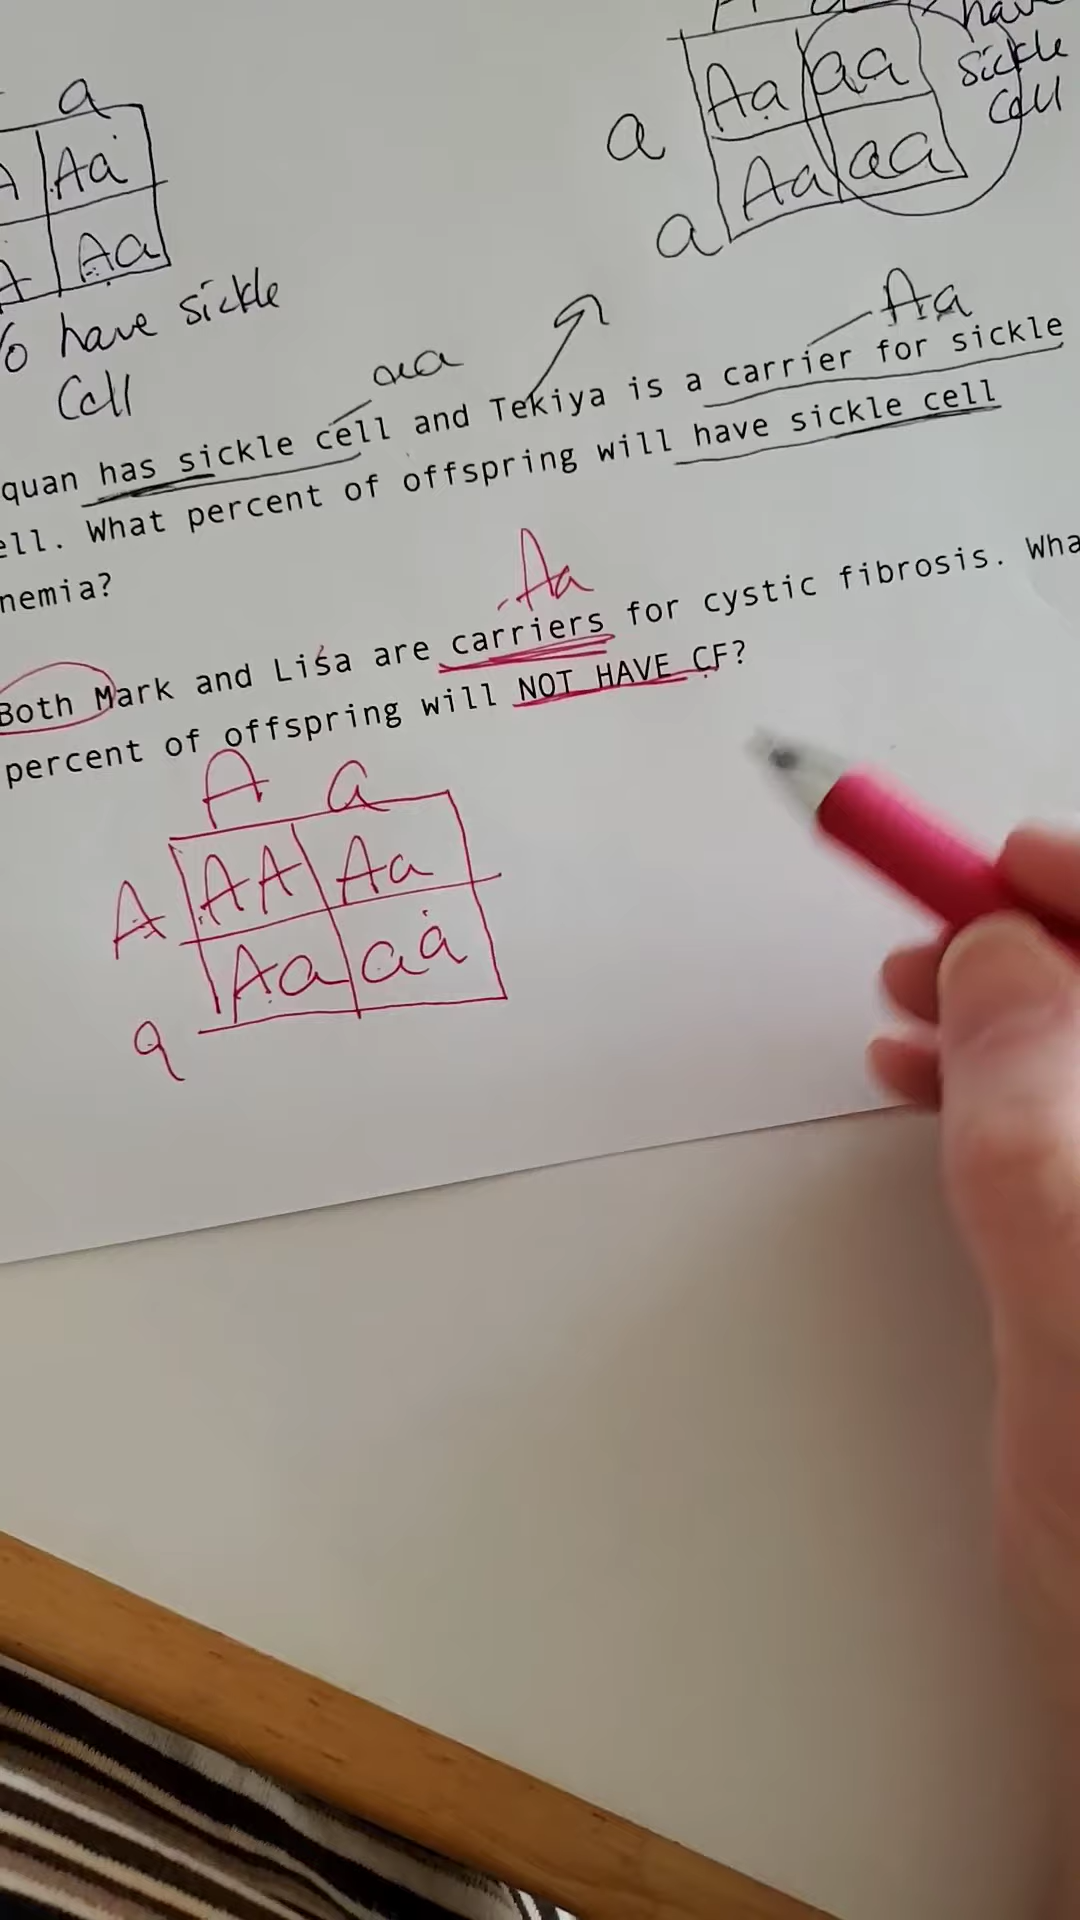 a
Aa
Aa
have sickle
Cell
A a
have
sickle
Cell
a
Aa aa
a
Aa aa
aa
Aa
quan has sickle cell and Tekiya is a carrier for sickle
ell. What percent of offspring will have sickle cell
nemia?
Aa
Both Mark and Lisa are carriers for cystic fibrosis. Wha
percent of offspring will NOT HAVE CF?
A a
A
AA Aa
a
Aa aa